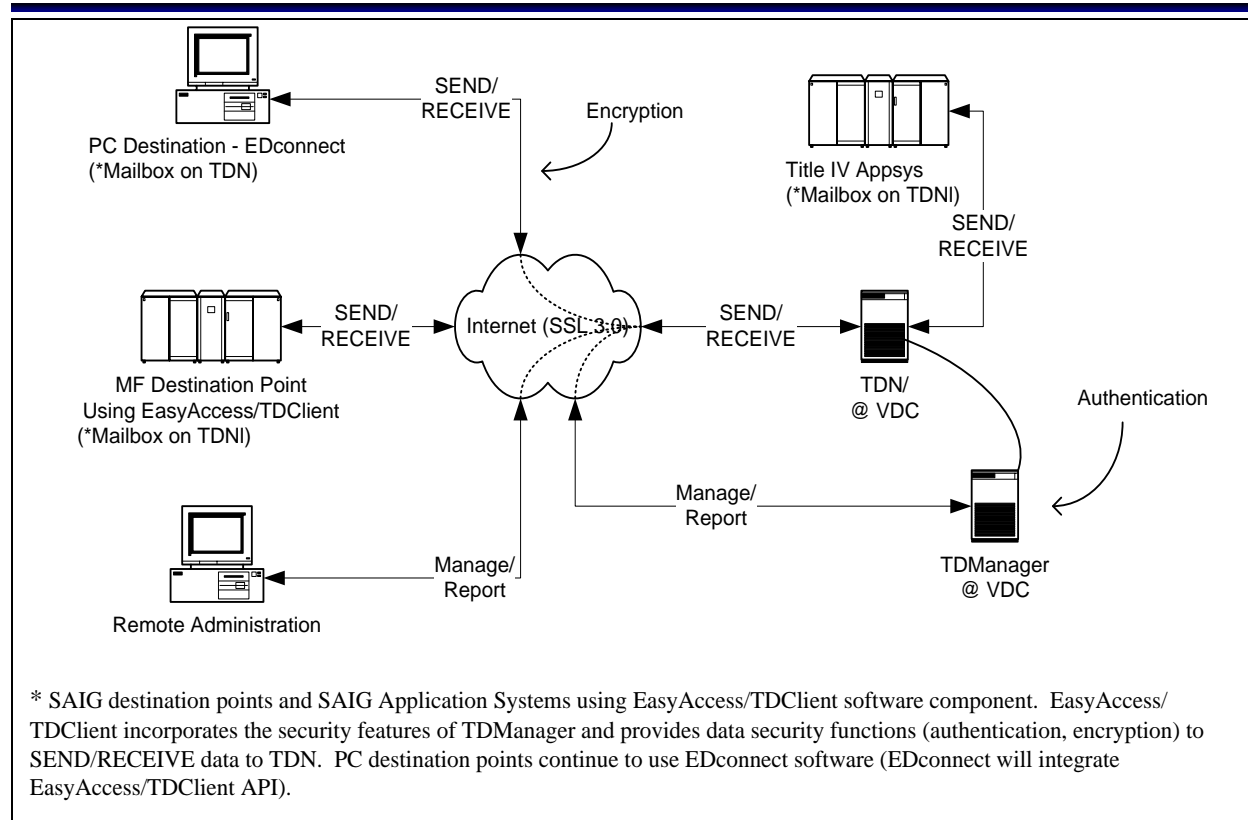 SEND/
RECEIVE
Encryption
PC Destination - EDconnect
(*Mailbox on TDN)
Title IV Appsys
(*Mailbox on TDNI)
SEND/
RECEIVE
SEND/
RECEIVE
Internet (SSL 3.0)
SEND/
RECEIVE
MF Destination Point
Using EasyAccess/TDClient
(*Mailbox on TDNI)
TDN/
@ VDC
Authentication
Manage/
Report
TDManager
@ VDC
Manage/
Report
Remote Administration
* SAIG destination points and SAIG Application Systems using EasyAccess/TDClient software component. EasyAccess/
TDClient incorporates the security features of TDManager and provides data security functions (authentication, encryption) to
SEND/RECEIVE data to TDN. PC destination points continue to use EDconnect software (EDconnect will integrate
EasyAccess/TDClient API).